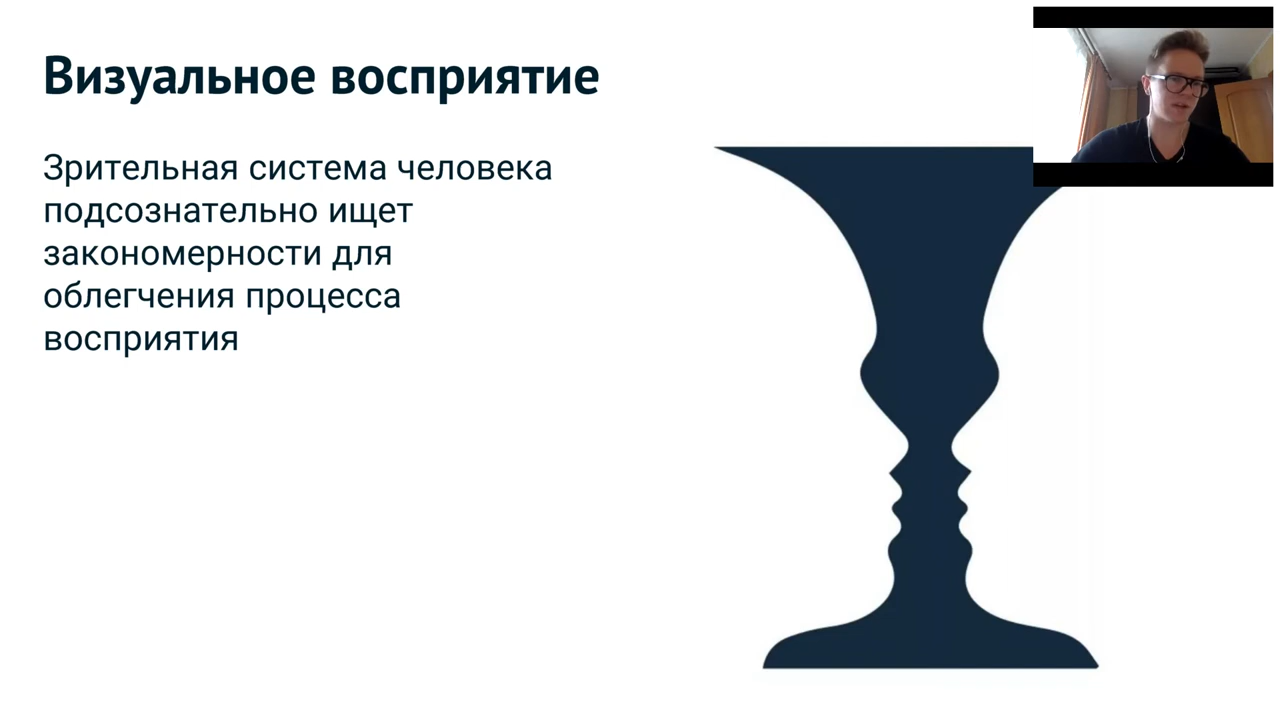 Визуальное восприятие
Зрительная система человека
подсознательно ищет
закономерности для
облегчения процесса
восприятия